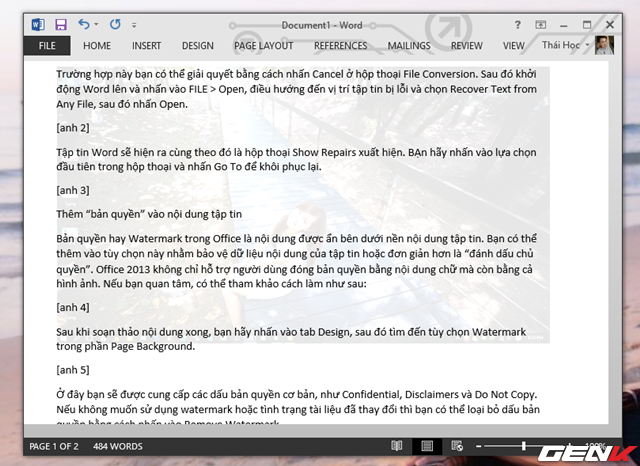 Document1 - Word
FILE HOME INSERT DESIGN PAGE LAYOUT REFERENCES MAILINGS REVIEW VIEW Thái Học
Trường hợp này bạn có thể giải quyết bằng cách nhấn Cancel ở hộp thoại File Conversion. Sau đó khởi
động Word lên và nhấn vào FILE > Open, điều hướng đến vị trí tập tin bị lỗi và chọn Recover Text from
Any File, sau đó nhấn Open.
[anh 2]
Tập tin Word sẽ hiện ra cùng theo đó là hộp thoại Show Repairs xuất hiện. BẠn hãy nhấn vào lựa chọn
đầu tiên trong hộp thoại và nhấn Go To để khôi phục lại.
[anh 3]
Thêm “bản quyền” vào nội dung tập tin
Bản quyền hay Watermark trong Office là nội dung được ẩn bên dưới nền nội dung tập tin. Bạn có thể
thêm vào tùy chọn này nhằm bảo vệ dữ liệu nội dung của tập tin hoặc đơn giản hơn là “đánh dấu chủ
quyền”. Office 2013 không chỉ hỗ trợ người dùng đóng bản quyền bằng nội dung chữ mà còn bằng cả
hình ảnh. Nếu bạn quan tâm, có thể tham khảo cách làm như sau:
[anh 4]
Sau khi soạn thảo nội dung xong, bạn hãy nhấn vào tab Design, sau đó tìm đến tùy chọn Watermark
trong phần Page Background.
[anh 5]
Ở đây bạn sẽ được cung cấp các dấu bản quyền cơ bản, như Confidential, Disclaimers và Do Not Copy.
Nếu không muốn sử dụng watermark hoặc tình trạng tài liệu đã thay đổi thì bạn có thể loại bỏ dấu bản
quyền bằng cách nhấn vào Remove Watermark
PAGE 1 OF 2 484 WORDS
GENK